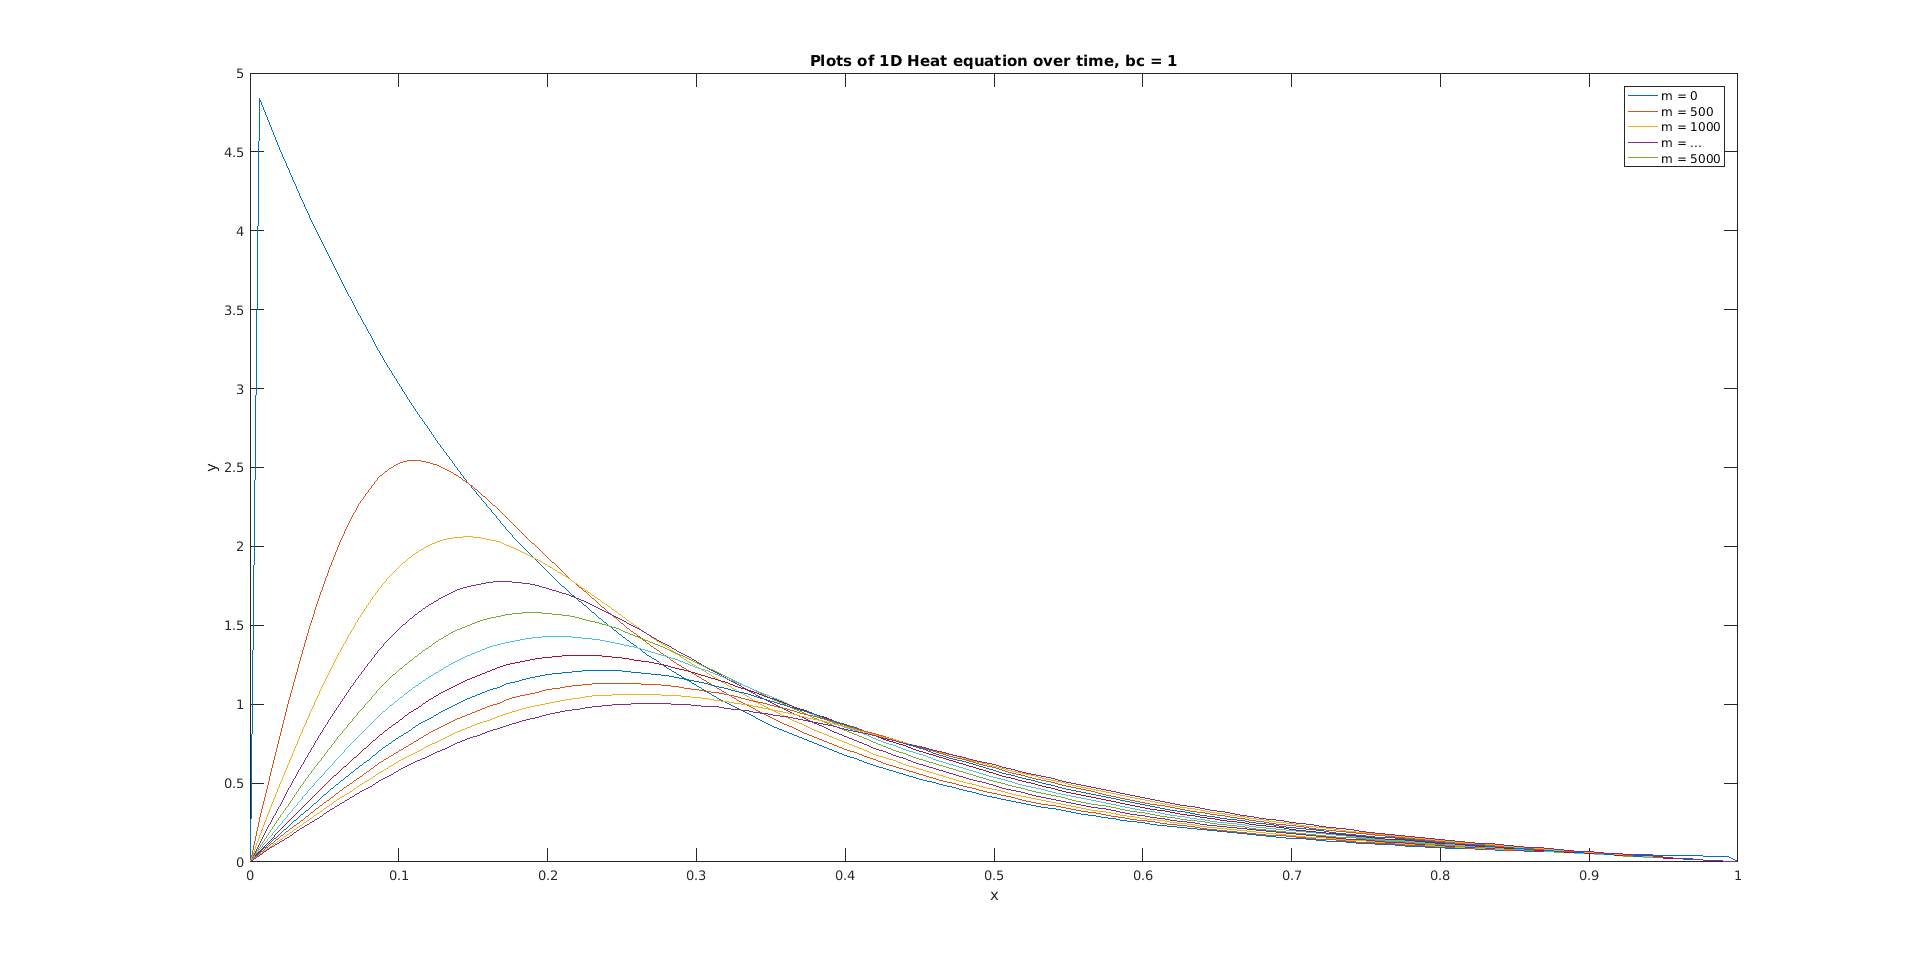 Plots of 1D Heat equation over time, bc = 1
m = 0
m = 500
m = 1000
m = ...
m = 5000
5
4.5
4
3.5
3
2.5
2
1.5
1
0.5
0
y
0 0.1 0.2 0.3 0.4 0.5 0.6 0.7 0.8 0.9 1
x